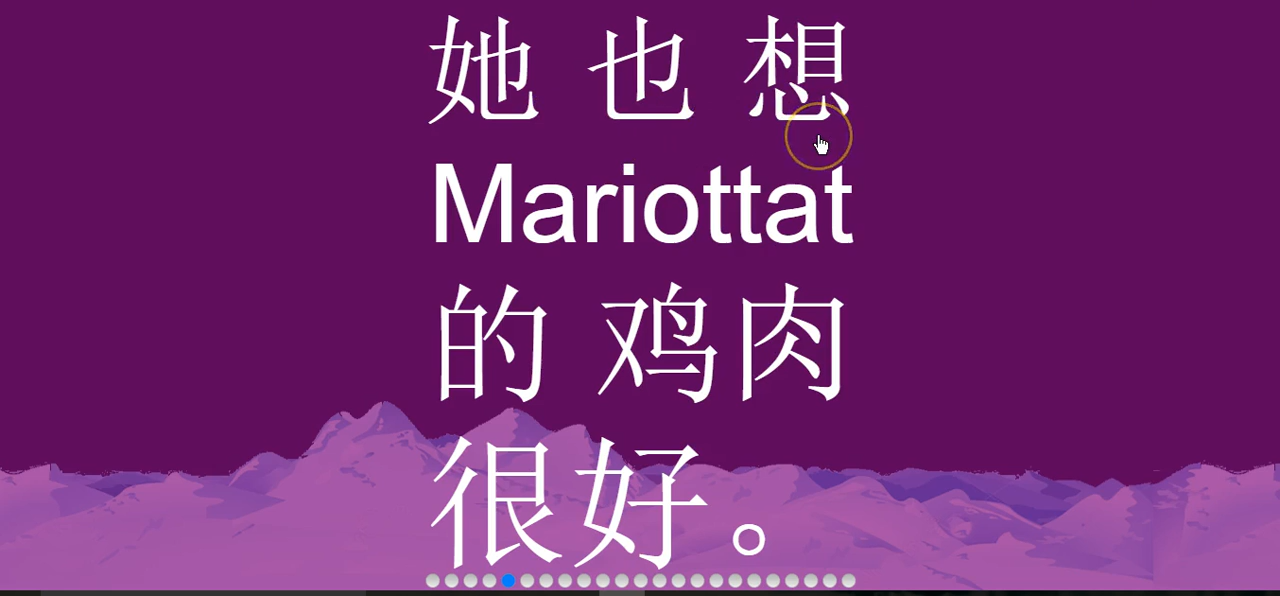 她 也 想
Mariottat
的 鸡肉
很好。